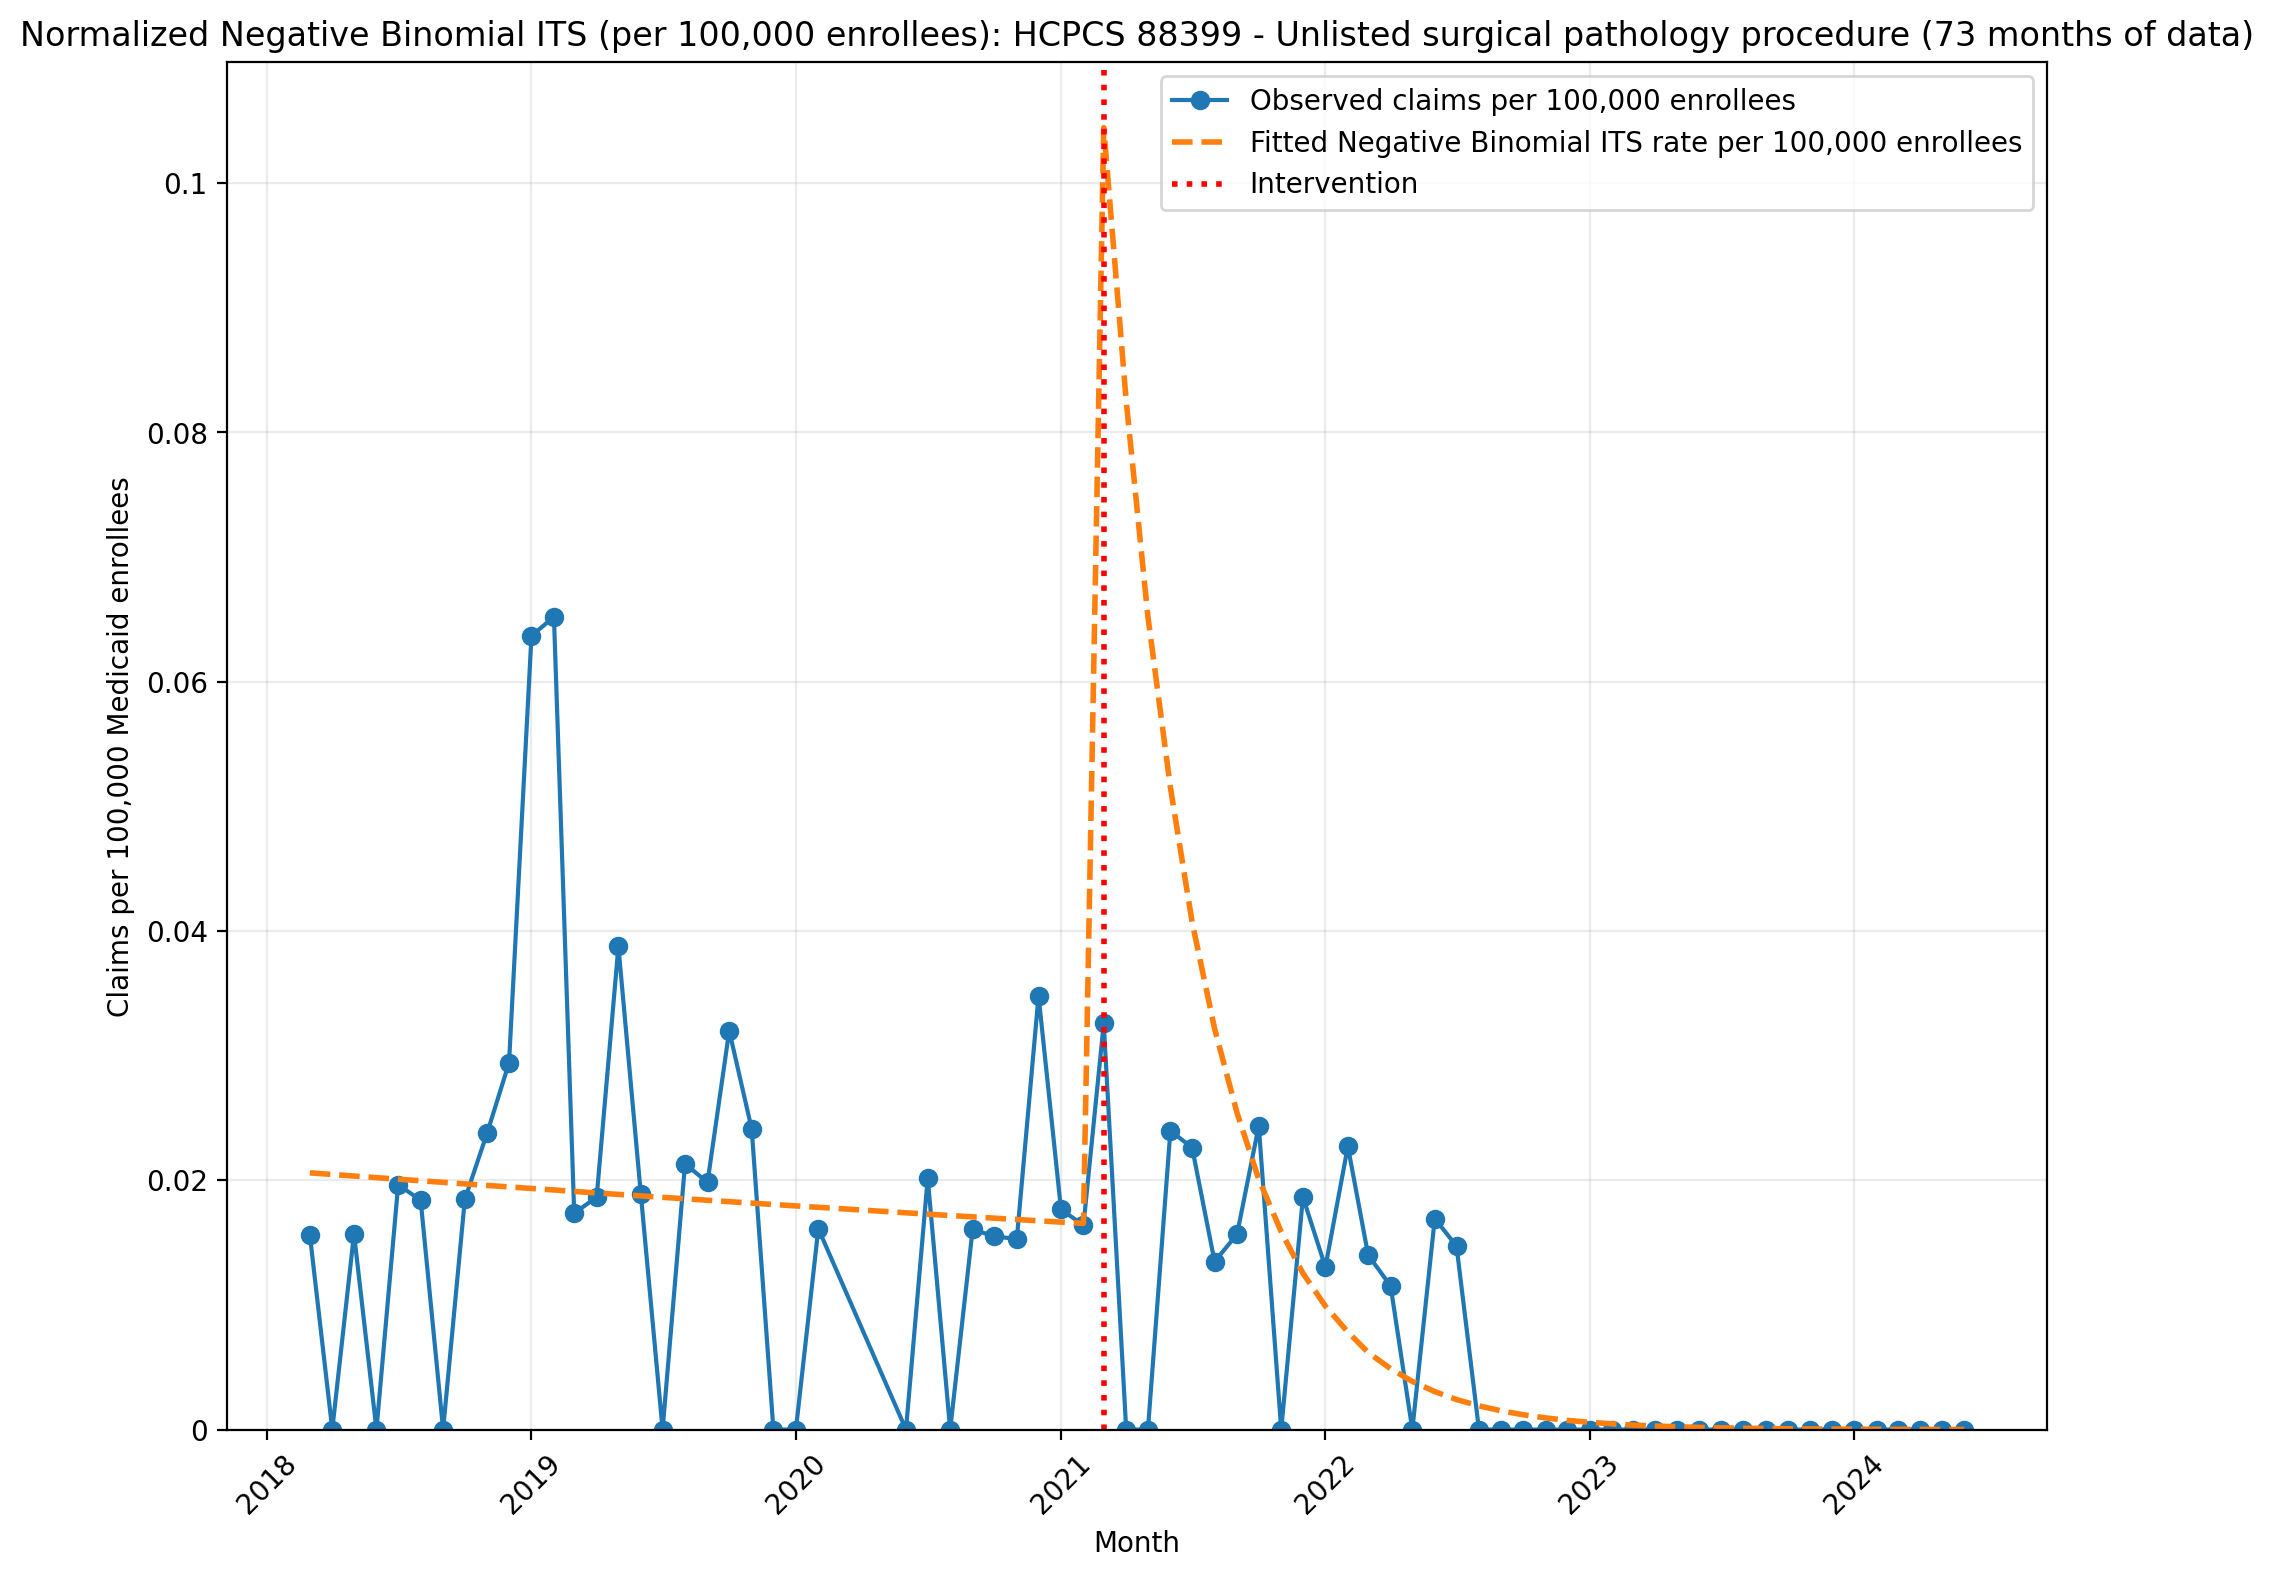 Normalized Negative Binomial ITS (per 100,000 enrollees): HCPCS 88399 - Unlisted surgical pathology procedure (73 months of data)
Observed claims per 100,000 enrollees
Fitted Negative Binomial ITS rate per 100,000 enrollees
Intervention
Claims per 100,000 Medicaid enrollees
0.1
0.08
0.06
0.04
0.02
0
2018
2019
2020
2021
2022
2023
2024
Month